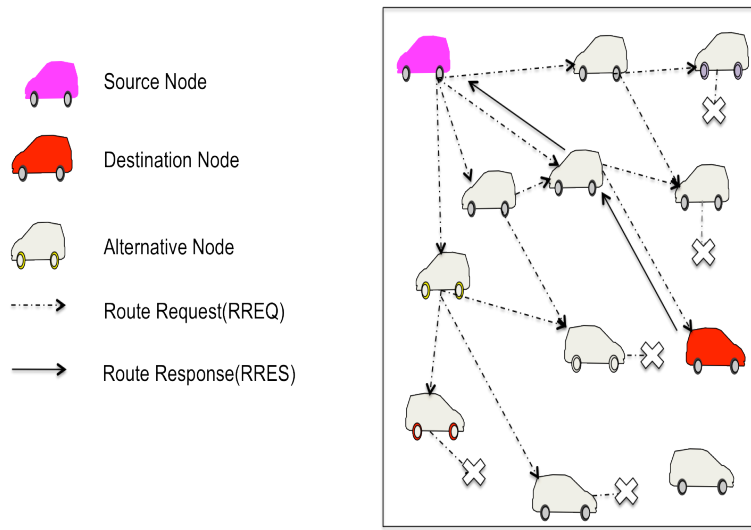 Source Node
Destination Node
Alternative Node
Route Request(RREQ)
Route Response(RRES)